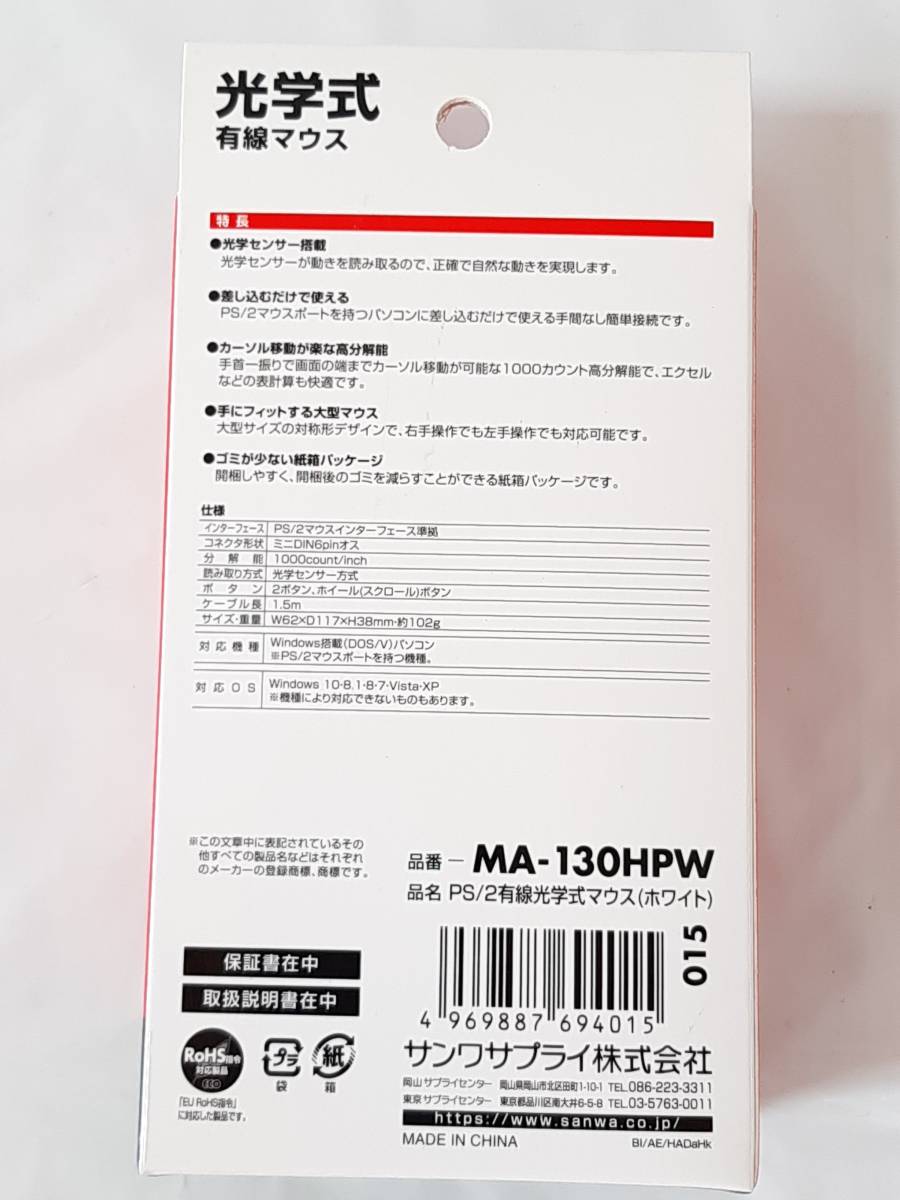 光学式
有線マウス
特長
●光学センサー搭載
光学センサーが動きを読み取るので、正確で自然な動きを実現します。
●差し込むだけで使える
PS/2マウスポートを持つパソコンに差し込むだけで使える手間なし簡単接続です。
●カーソル移動が楽な高分解能
手首一振りで画面の端までカーソル移動が可能な1000カウント高分解能で、エクセル
などの表計算も快適です。
●手にフィットする大型マウス
大型サイズの対称形デザインで、右手操作でも左手操作でも対応可能です。
●ゴミが少ない紙箱パッケージ
開梱しやすく、開梱後のゴミを減らすことができる紙箱パッケージです。
仕様
インターフェース PS/2マウスインターフェース準拠
コネクタ形状 ミニDIN6pinオス
分解能 1000count/inch
読み取り方式 光学センサー方式
ボタン 2ボタン、ホイール(スクロール)ボタン
ケーブル長 1.5m
サイズ・重量 W62×D117×H38mm・約102g
対応機種 Windows搭載(DOS/V)パソコン
※PS/2マウスポートを持つ機種。
対応OS Windows 10・8.1・8・7・Vista・XP
※機種により対応できないものもあります。
※この文章中に表記されているその
他すべての製品名などはそれぞれ
のメーカーの登録商標、商標です。
品番ー MA-130HPW
品名 PS/2有線光学式マウス(ホワイト)
保証書在中
取扱説明書在中
015
4 969887 694015
RoHS指令
対応製品
ECO
「EU RoHS指令」
に対応した製品です。
プラ
袋
紙
箱
サンワサプライ株式会社
岡山サプライセンター 岡山県岡山市北区田町1-10-1 TEL.086-223-3311
東京サプライセンター 東京都品川区南大井6-5-8 TEL.03-5763-0011
https://www.sanwa.co.jp/
MADE IN CHINA
BI/AE/HADaHk